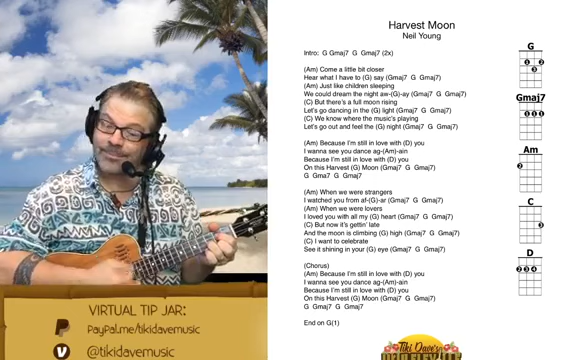 Harvest Moon
Neil Young
Intro: G Gmaj7 G Gmaj7 (2x)
(Am) Come a little bit closer
Hear what I have to (G) say (Gmaj7 G Gmaj7)
(Am) Just like children sleeping
We could dream the night aw-(G)-ay (Gmaj7 G Gmaj7)
(C) But there's a full moon rising
Let's go dancing in the (G) light (Gmaj7 G Gmaj7)
(C) We know where the music's playing
Let's go out and feel the (G) night (Gmaj7 G Gmaj7)
(Am) Because I'm still in love with (D) you
I wanna see you dance ag-(Am)-ain
Because I'm still in love with (D) you
On this Harvest (G) Moon (Gmaj7 G Gmaj7)
G Gma7 G Gmaj7)
(Am) When we were strangers
I watched you from af-(G)-ar (Gmaj7 G Gmaj7)
(Am) When we were lovers
I loved you with all my (G) heart (Gmaj7 G Gmaj7)
(C) But now it's gettin' late
And the moon is climbing (G) high (Gmaj7 G Gmaj7)
(C) I want to celebrate
See it shining in your (G) eye (Gmaj7 G Gmaj7)
(Chorus)
(Am) Because I'm still in love with (D) you
I wanna see you dance ag-(Am)-ain
Because I'm still in love with (D) you
On this Harvest (G) Moon (Gmaj7 G Gmaj7)
G Gmaj7 G Gmaj7)
End on G(1)
G
Gmaj7
Am
C
D
VIRTUAL TIP JAR:
PayPal.me/tikidavemusic
@tikidavemusic
Tiki Dave's